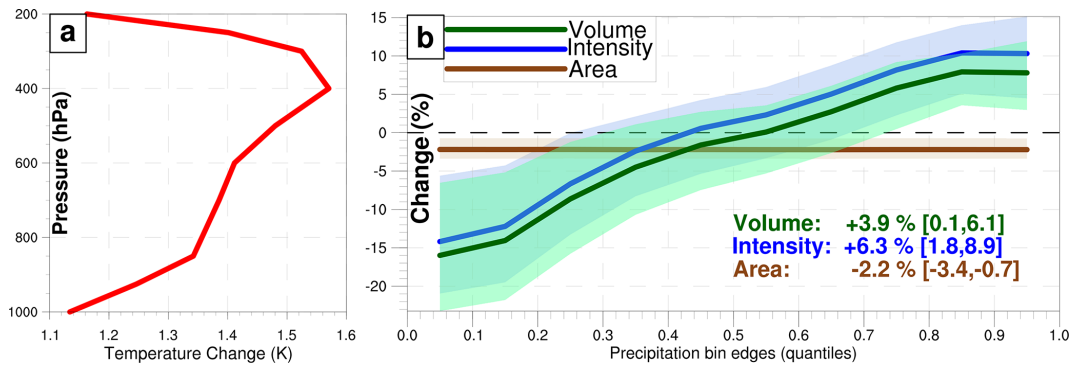 a
200
400
600
800
1000
Pressure (hPa)
1.1 1.2 1.3 1.4 1.5 1.6
Temperature Change (K)
b
Volume
Intensity
Area
15
10
5
0
-5
-10
-15
-20
Change (%)
Volume: +3.9 % [0.1,6.1]
Intensity: +6.3 % [1.8,8.9]
Area: -2.2 % [-3.4,-0.7]
0.0 0.1 0.2 0.3 0.4 0.5 0.6 0.7 0.8 0.9 1.0
Precipitation bin edges (quantiles)